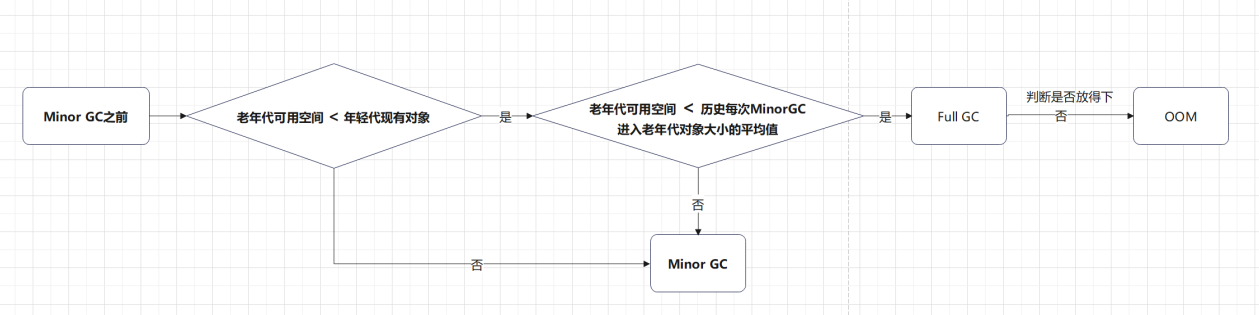 Minor GC之前
老年代可用空间 < 年轻代现有对象
是
老年代可用空间 < 历史每次MinorGC
进入老年代对象大小的平均值
是
Full GC
判断是否放得下
否
OOM
否
否
Minor GC